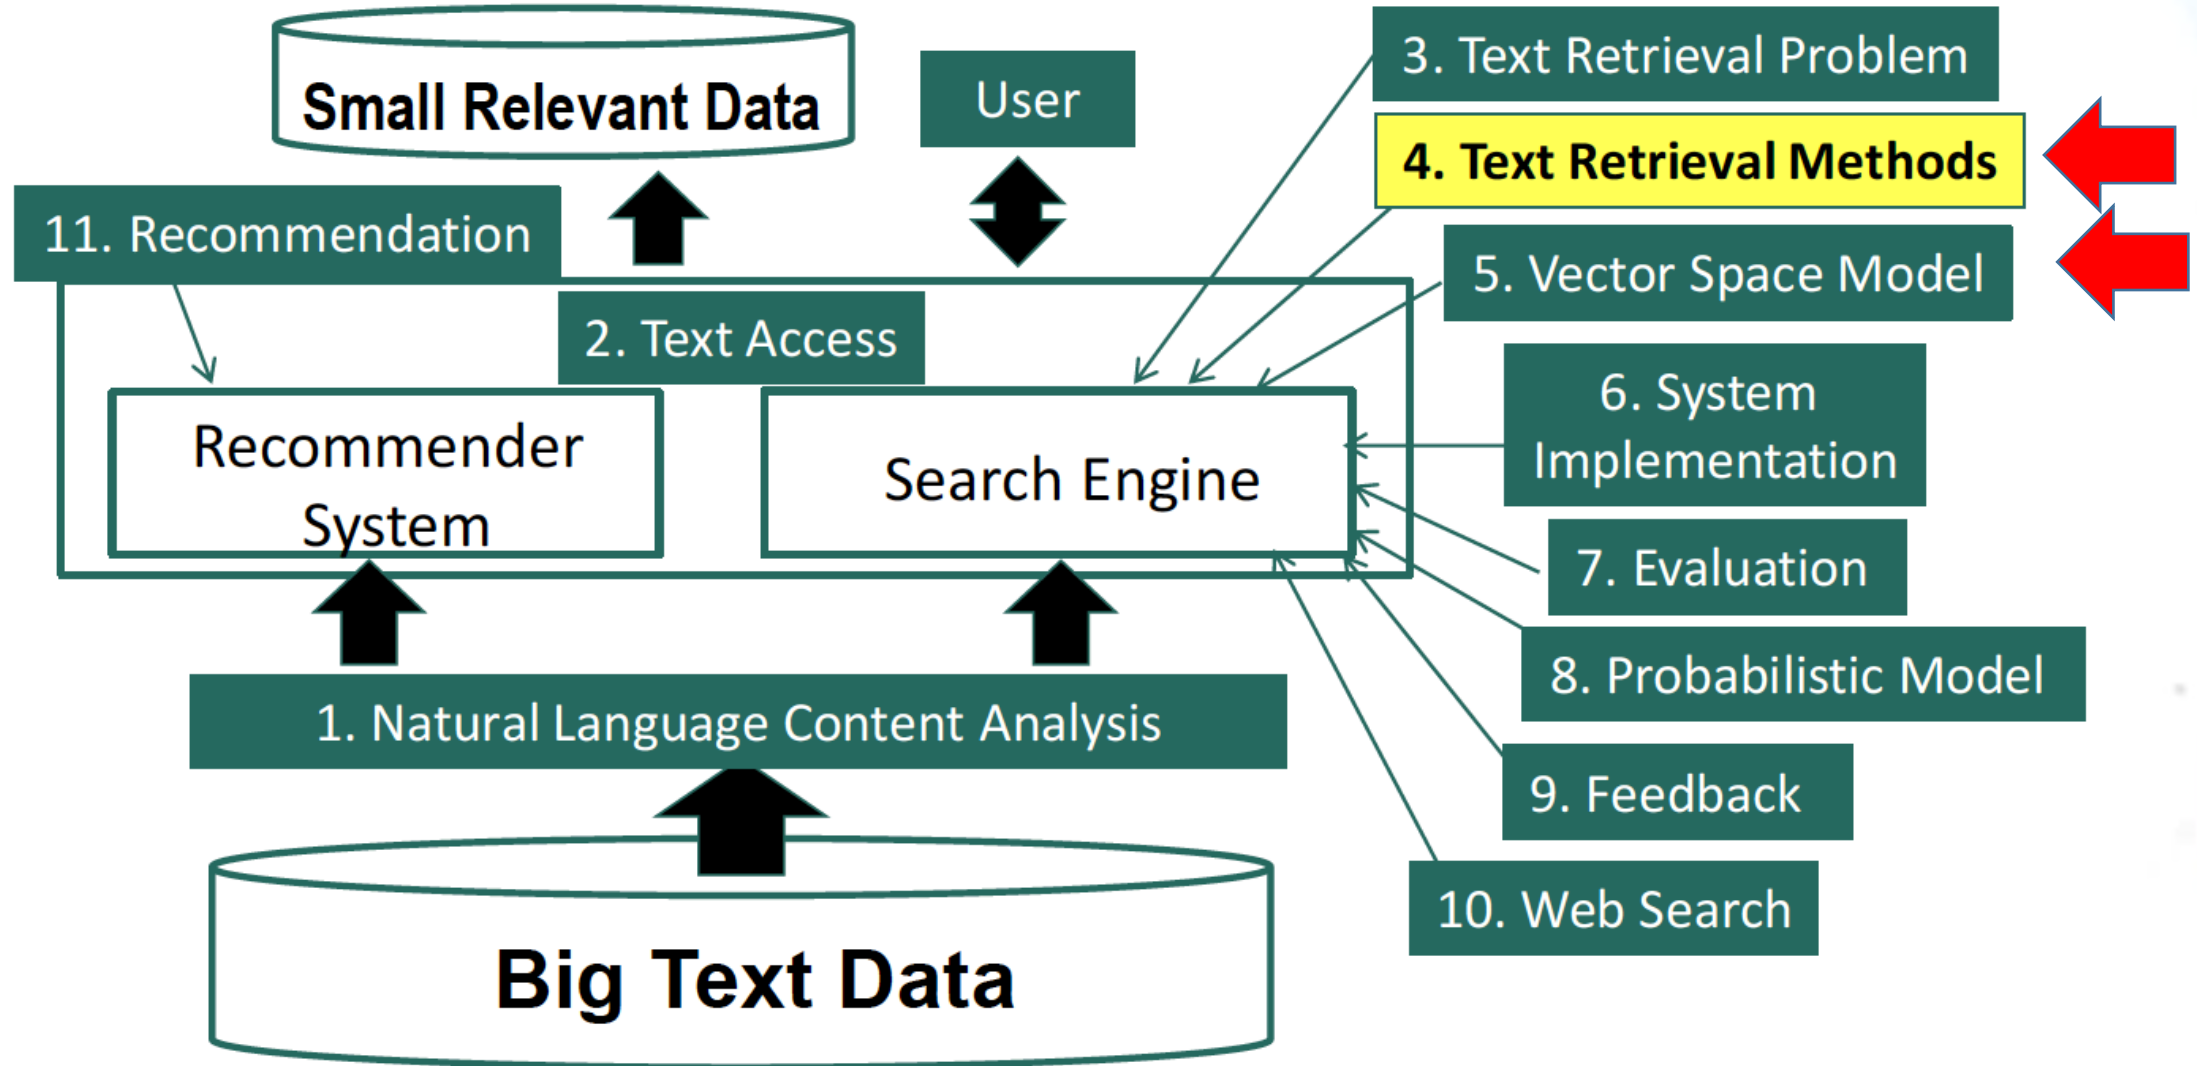 Small Relevant Data
User
3. Text Retrieval Problem
4. Text Retrieval Methods
11. Recommendation
5. Vector Space Model
2. Text Access
6. System
Implementation
Recommender
System
Search Engine
7. Evaluation
8. Probabilistic Model
1. Natural Language Content Analysis
9. Feedback
10. Web Search
Big Text Data